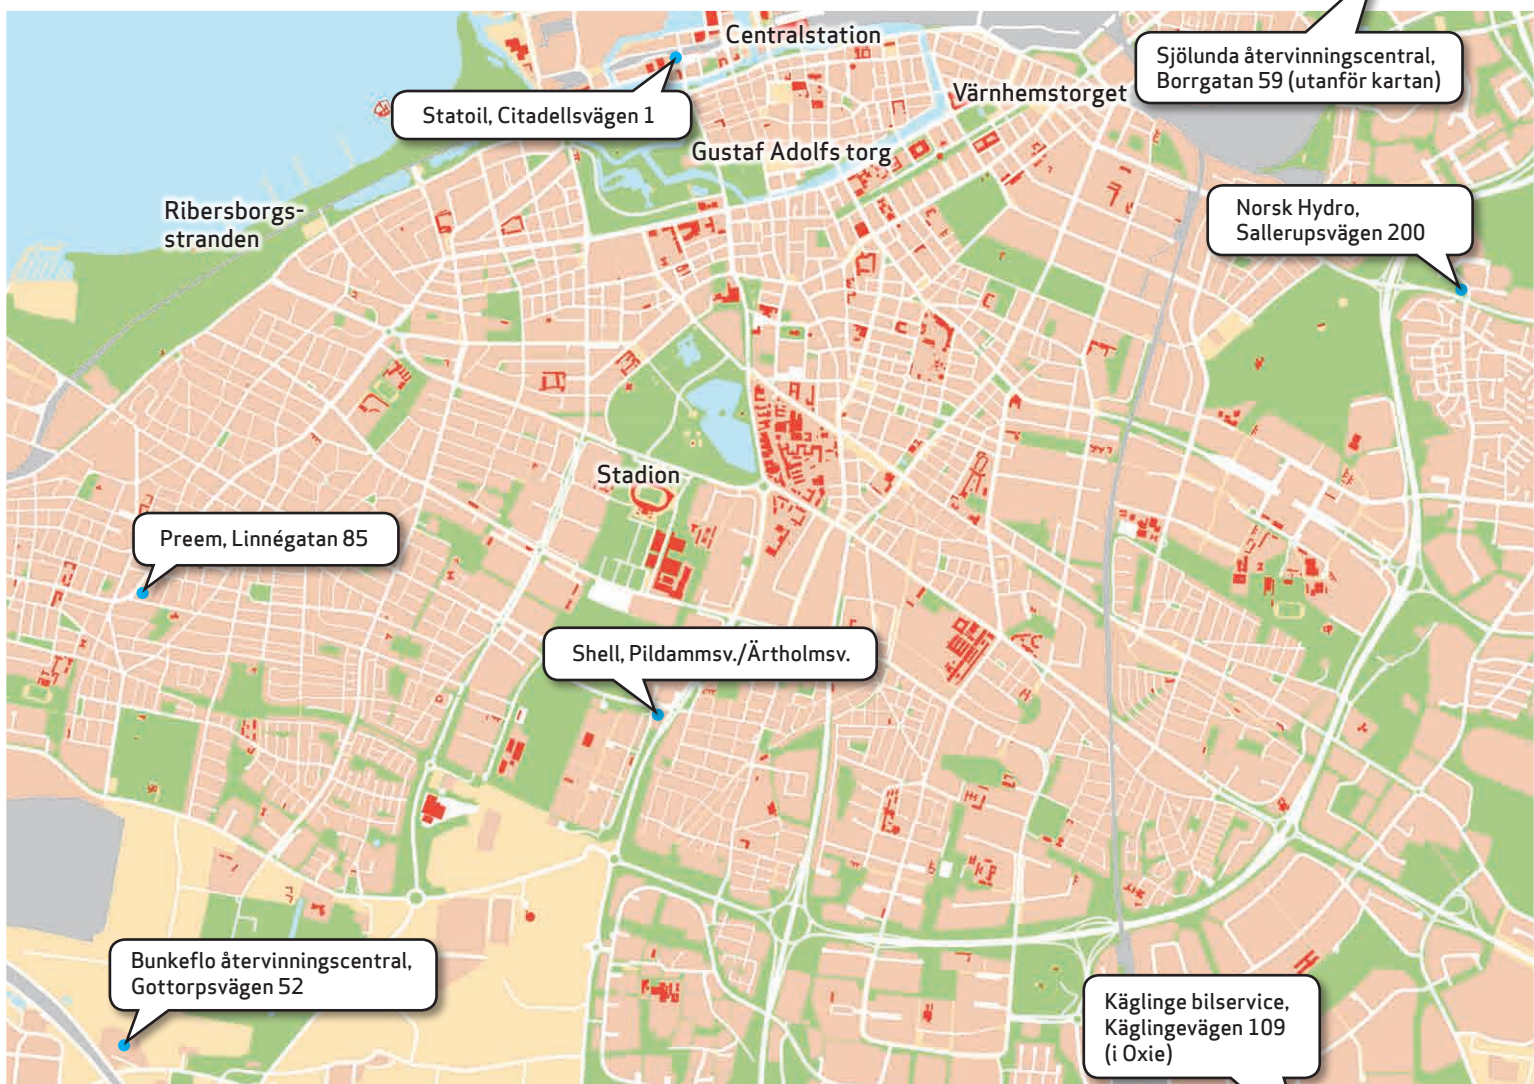 Centralstation
Sjölunda återvinningscentral,
Borrgatan 59 (utanför kartan)
Statoil, Citadellsvägen 1
Värnhemstorget
Gustaf Adolfs torg
Ribersborgs-
stranden
Norsk Hydro,
Sallerupsvägen 200
Stadion
Preem, Linnégatan 85
Shell, Pildammsv./Ärtholmsv.
Bunkeflo återvinningscentral,
Gottorpsvägen 52
Käglinge bilservice,
Käglingevägen 109
(i Oxie)